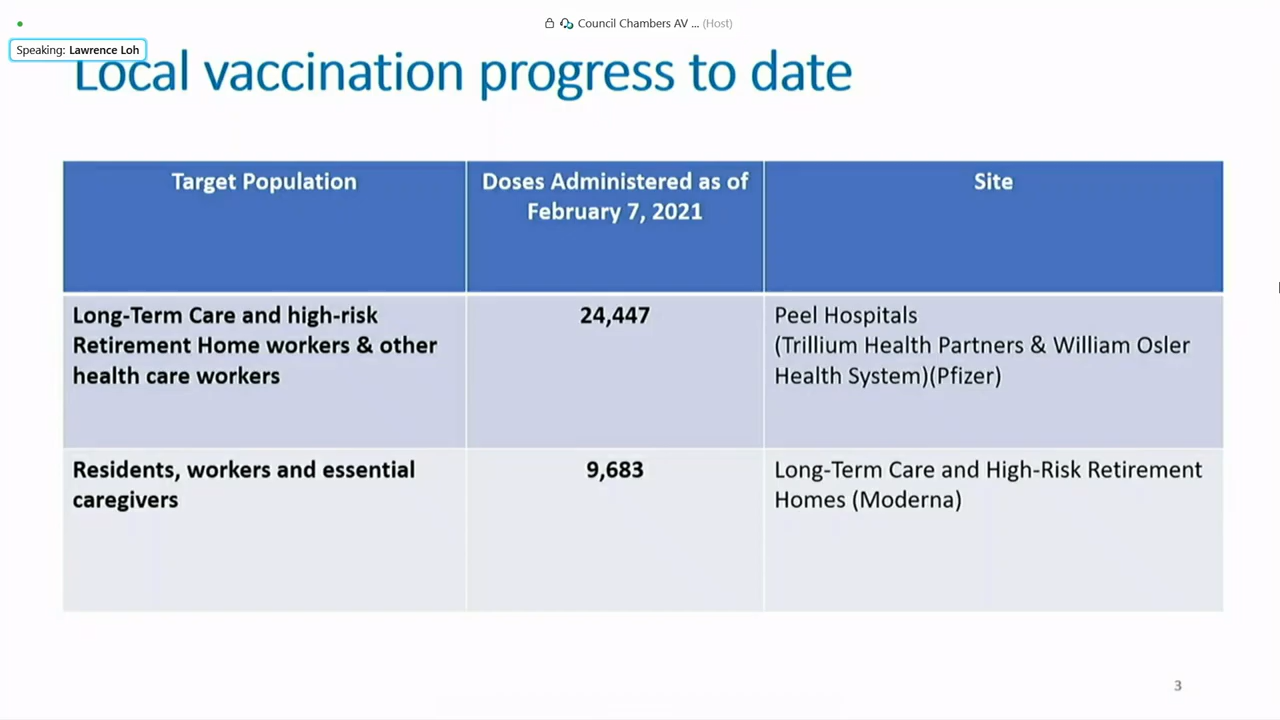 Council Chambers AV ... (Host)
Speaking: Lawrence Loh
Local vaccination progress to date
Target Population
Doses Administered as of
February 7, 2021
Site
Long-Term Care and high-risk
Retirement Home workers & other
health care workers
24,447
Peel Hospitals
(Trillium Health Partners & William Osler
Health System)(Pfizer)
Residents, workers and essential
caregivers
9,683
Long-Term Care and High-Risk Retirement
Homes (Moderna)
3